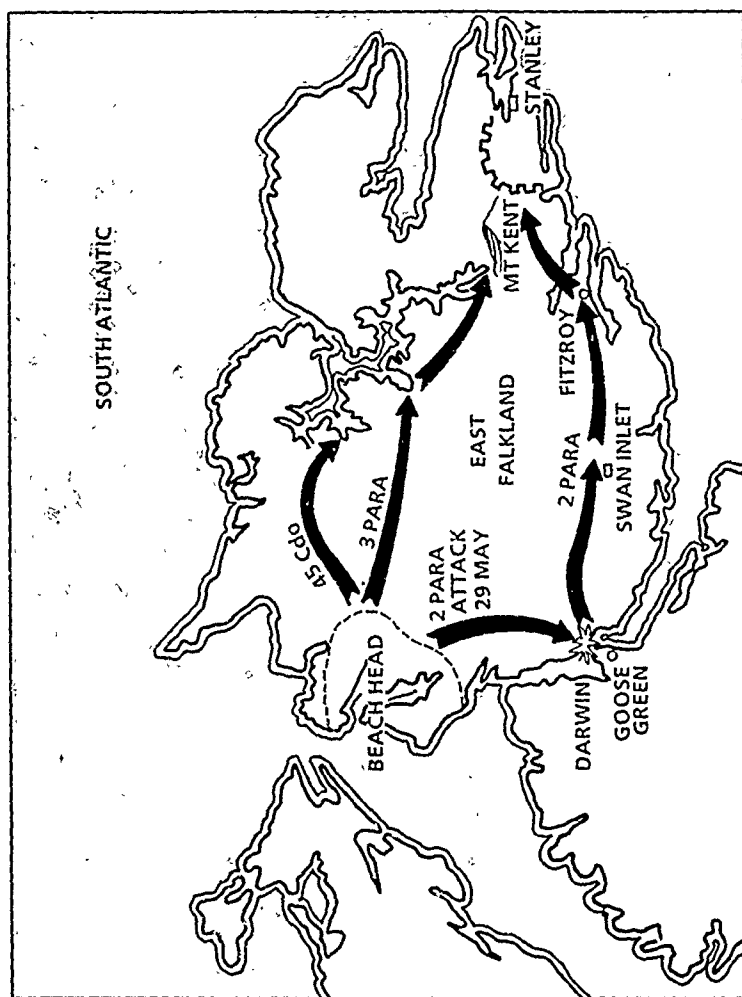 SOUTH ATLANTIC
STANLEY
MT KENT
45 Cdo
3 PARA
EAST
FALKLAND
FITZROY
BEACH HEAD
2 PARA
ATTACK
29 MAY
2 PARA
SWAN INLET
DARWIN
GOOSE
GREEN